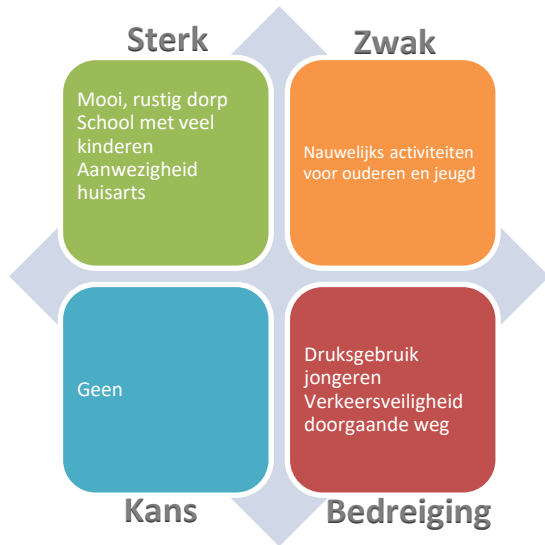 Sterk
Zwak
Mooi, rustig dorp
School met veel
kinderen
Aanwezigheid
huisarts
Nauwelijks activiteiten
voor ouderen en jeugd
Geen
Druksgebruik
jongeren
Verkeersveiligheid
doorgaande weg
Kans
Bedreiging